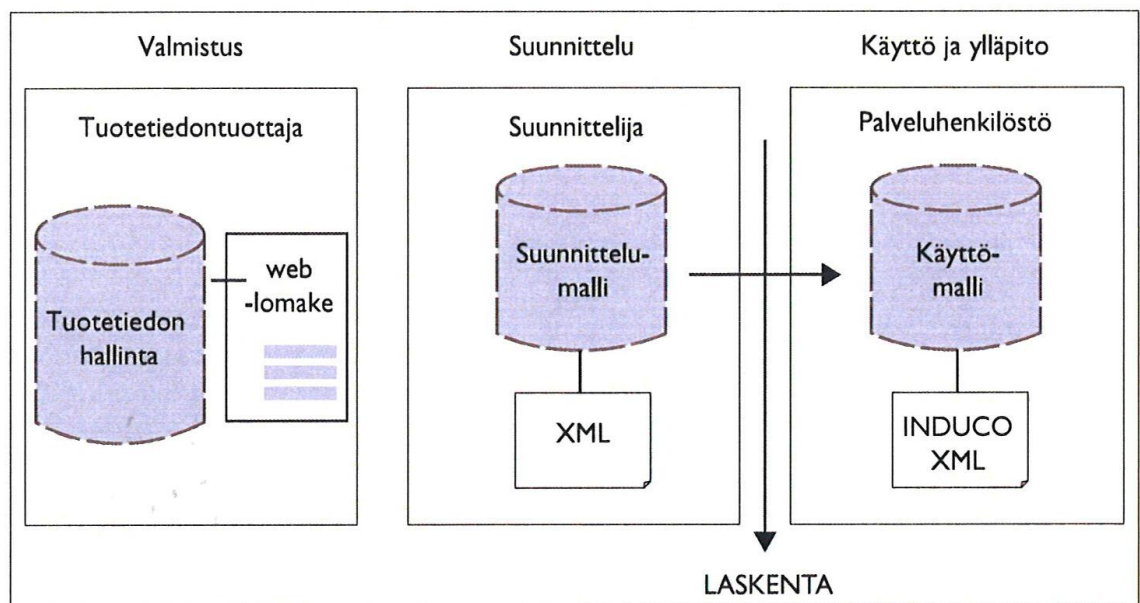 Valmistus
Suunnittelu
Käyttö ja ylläpito
Tuotetiedontuottaja
Suunnittelija
Palveluhenkilöstö
Tuotetiedon
hallinta
web
-lomake
Suunnittelu-
malli
Käyttö-
malli
XML
INDUCO
XML
LASKENTA